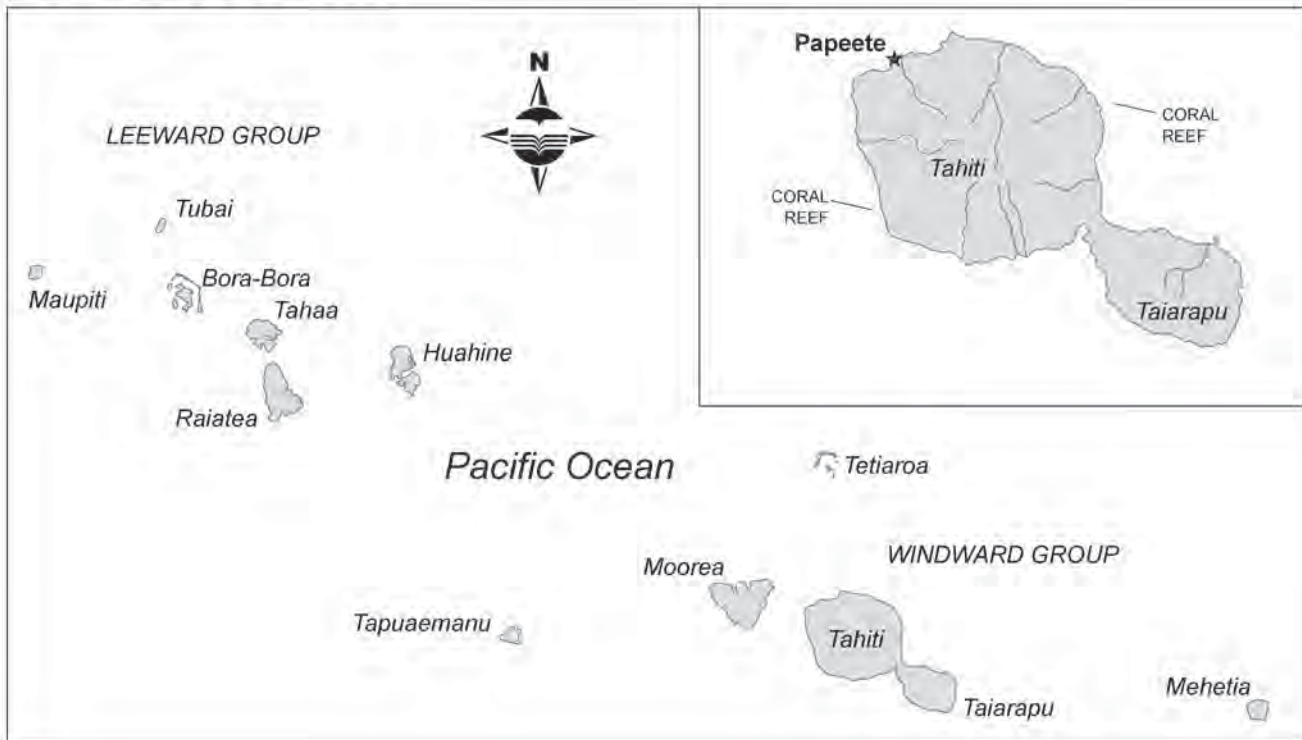 N
LEEWARD GROUP
Tubai
Maupiti
Bora-Bora
Tahaa
Huahine
Raiatea
Pacific Ocean
Papeete
CORAL
REEF
Tahiti
CORAL
REEF
Taiarapu
Tetiaroa
WINDWARD GROUP
Moorea
Tapuaemanu
Tahiti
Taiarapu
Mehetia